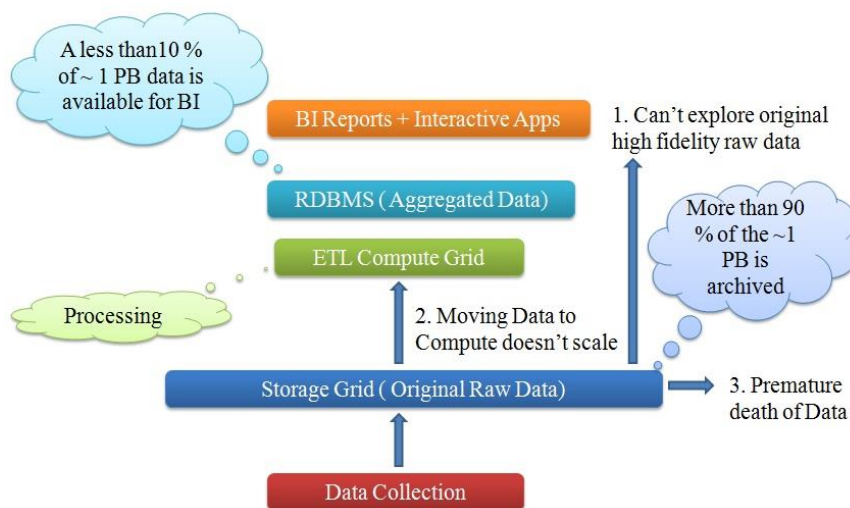 A less than10 %
of ~ 1 PB data is
available for BI
BI Reports + Interactive Apps
1. Can’t explore original
high fidelity raw data
RDBMS ( Aggregated Data)
More than 90
% of the ~1
PB is
archived
ETL Compute Grid
Processing
2. Moving Data to
Compute doesn’t scale
Storage Grid ( Original Raw Data)
3. Premature
death of Data
Data Collection